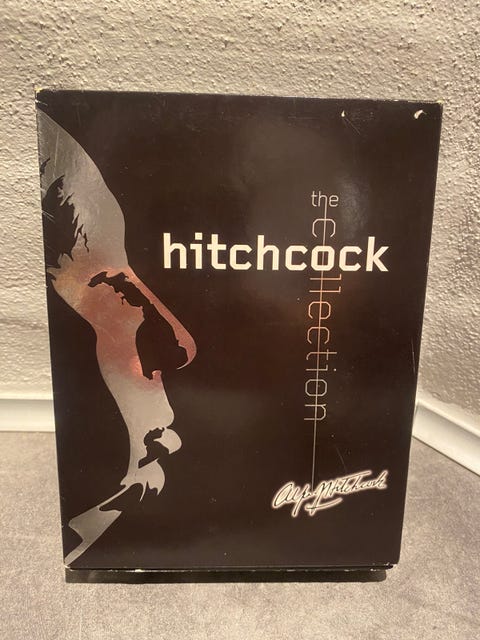 the
hitchcock
collection
Alfred Hitchcock